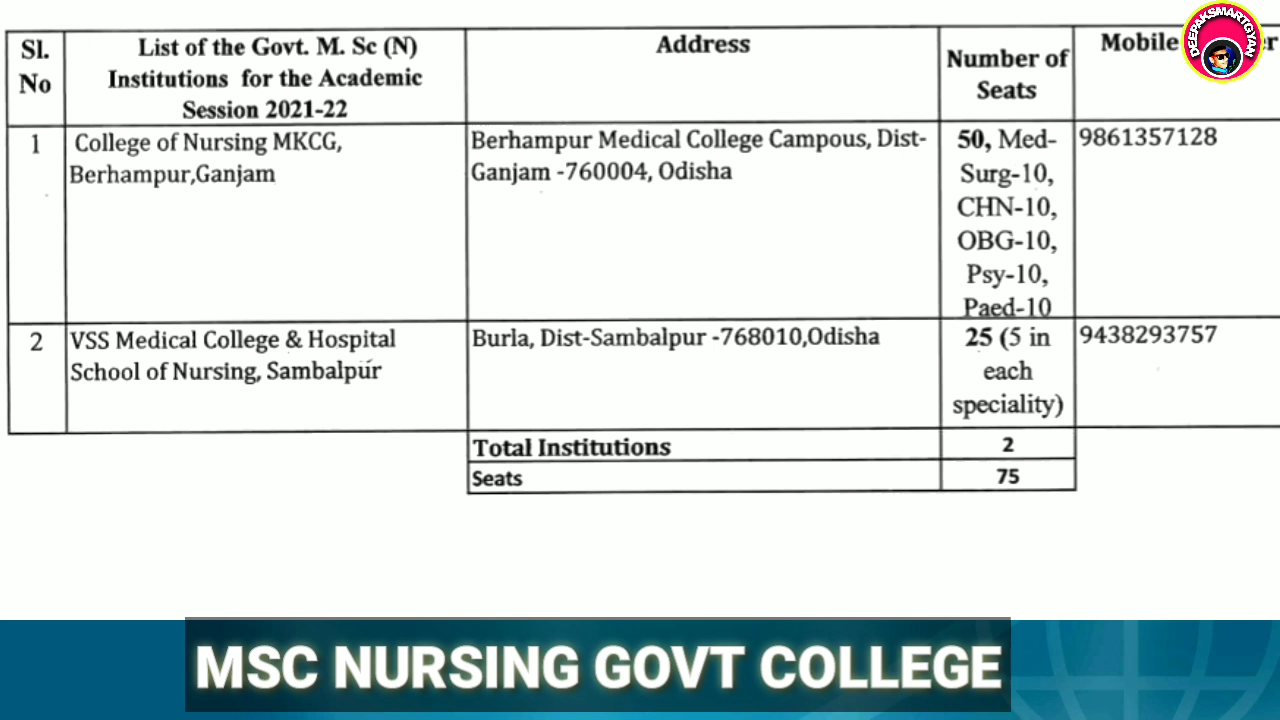 Sl.
No
List of the Govt. M. Sc (N)
Institutions for the Academic
Session 2021-22
Address
Number of
Seats
Mobile
er
DEEPAKSMARTGYAN
1
College of Nursing MKCG,
Berhampur,Ganjam
Berhampur Medical College Campous, Dist-
Ganjam -760004, Odisha
50, Med-
Surg-10,
CHN-10,
OBG-10,
Psy-10,
Paed-10
9861357128
2
VSS Medical College & Hospital
School of Nursing, Sambalpur
Burla, Dist-Sambalpur -768010,Odisha
25 (5 in
each
speciality)
9438293757
Total Institutions
2
Seats
75
MSC NURSING GOVT COLLEGE